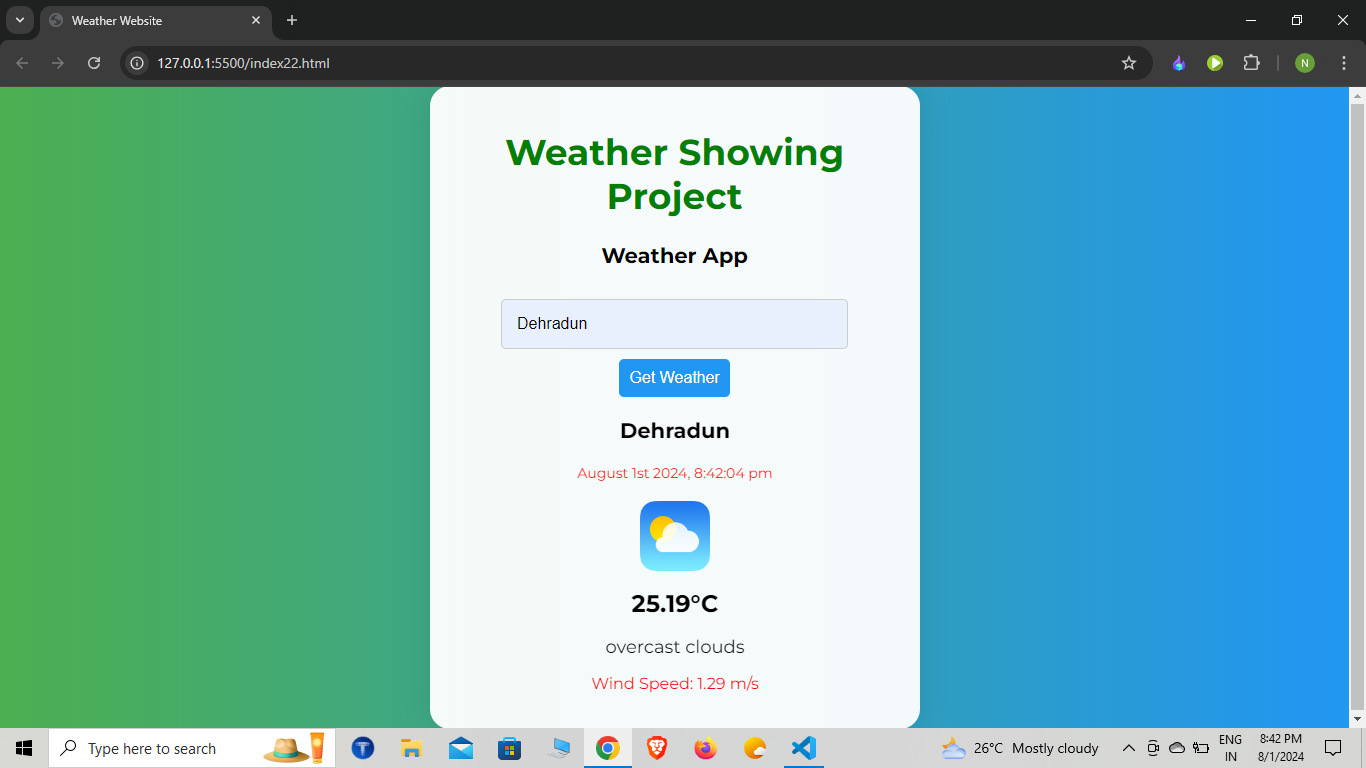 Weather Website
127.0.0.1:5500/index22.html
N
Weather Showing
Project
Weather App
Dehradun
Get Weather
Dehradun
August 1st 2024, 8:42:04 pm
25.19°C
overcast clouds
Wind Speed: 1.29 m/s
Type here to search
T
26°C Mostly cloudy
ENG
IN
8:42 PM
8/1/2024